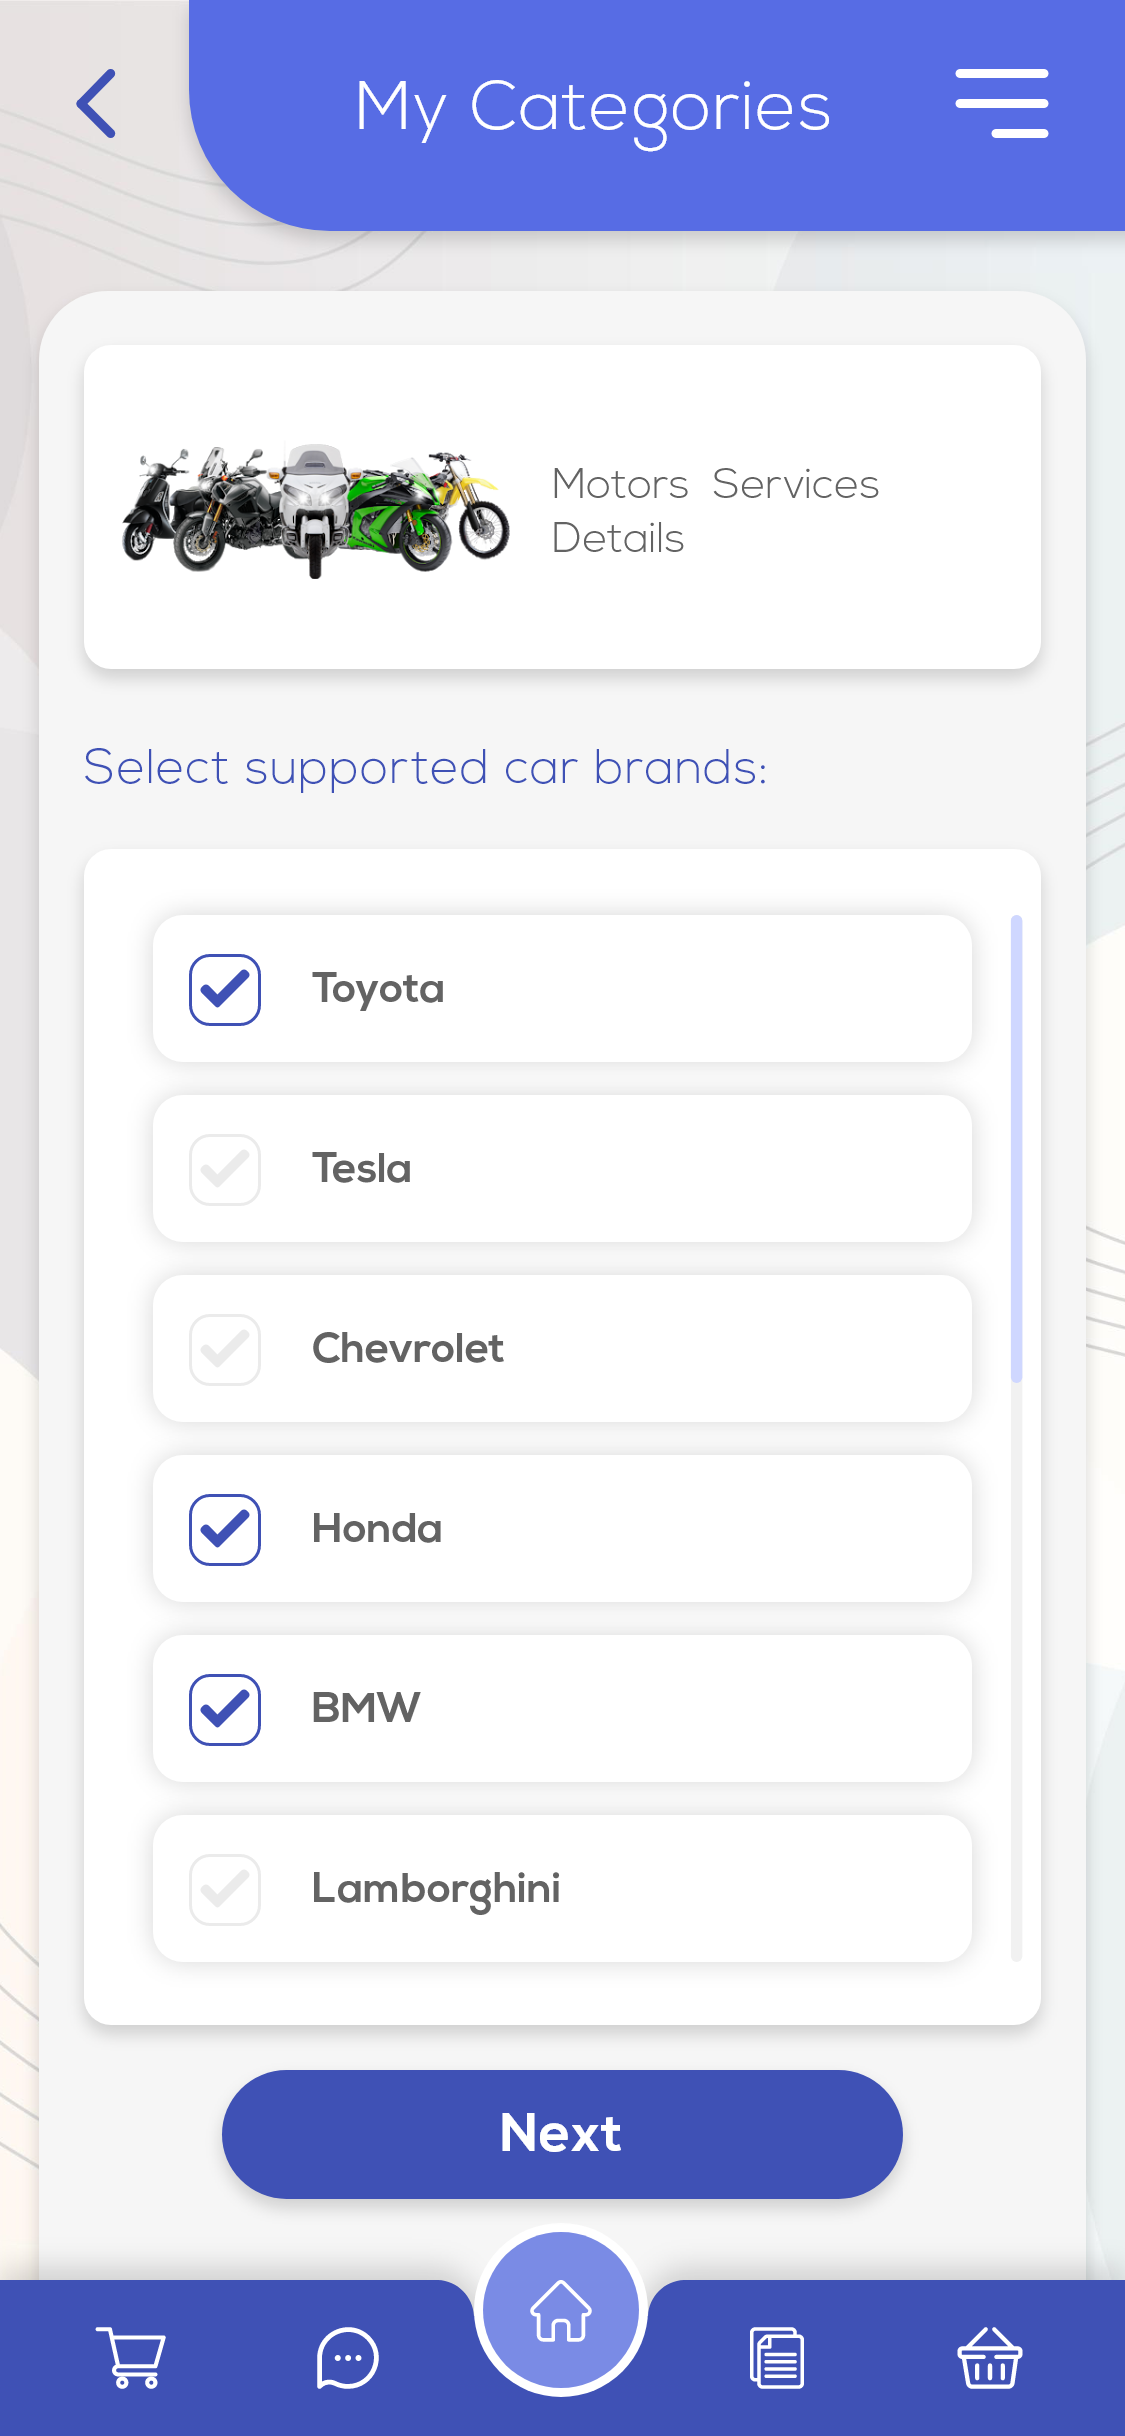 My Categories
Motors Services
Details
Select supported car brands:
Toyota
Tesla
Chevrolet
Honda
BMW
Lamborghini
Next